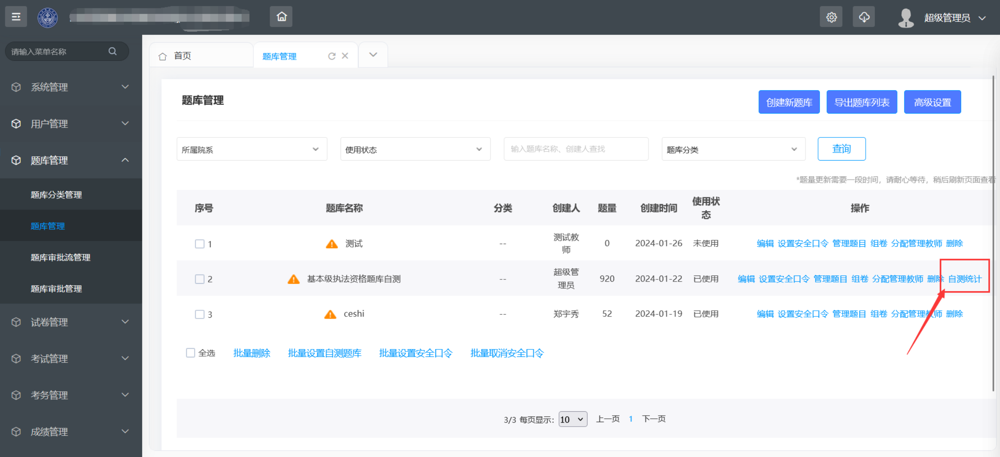 超级管理员
请输入菜单名称
首页
题库管理
系统管理
用户管理
题库管理
题库分类管理
题库管理
题库审批流管理
题库审批管理
试卷管理
考试管理
考务管理
成绩管理
题库管理
创建新题库 导出题库列表 高级设置
所属院系 使用状态 输入题库名称、创建人查找 题库分类 查询
*题量更新需要一段时间，请耐心等待，稍后刷新页面查看
序号 题库名称 分类 创建人 题量 创建时间 使用状态 操作
1 测试 -- 测试教师 0 2024-01-26 未使用 编辑 设置安全口令 管理题目 组卷 分配管理教师 删除
2 基本级执法资格题库自测 -- 超级管理员 920 2024-01-22 已使用 编辑 设置安全口令 管理题目 组卷 分配管理教师 删除 自测统计
3 ceshi -- 郑宇秀 52 2024-01-19 已使用 编辑 设置安全口令 管理题目 组卷 分配管理教师 删除
全选 批量删除 批量设置自测题库 批量设置安全口令 批量取消安全口令
3/3 每页显示: 10 上一页 1 下一页